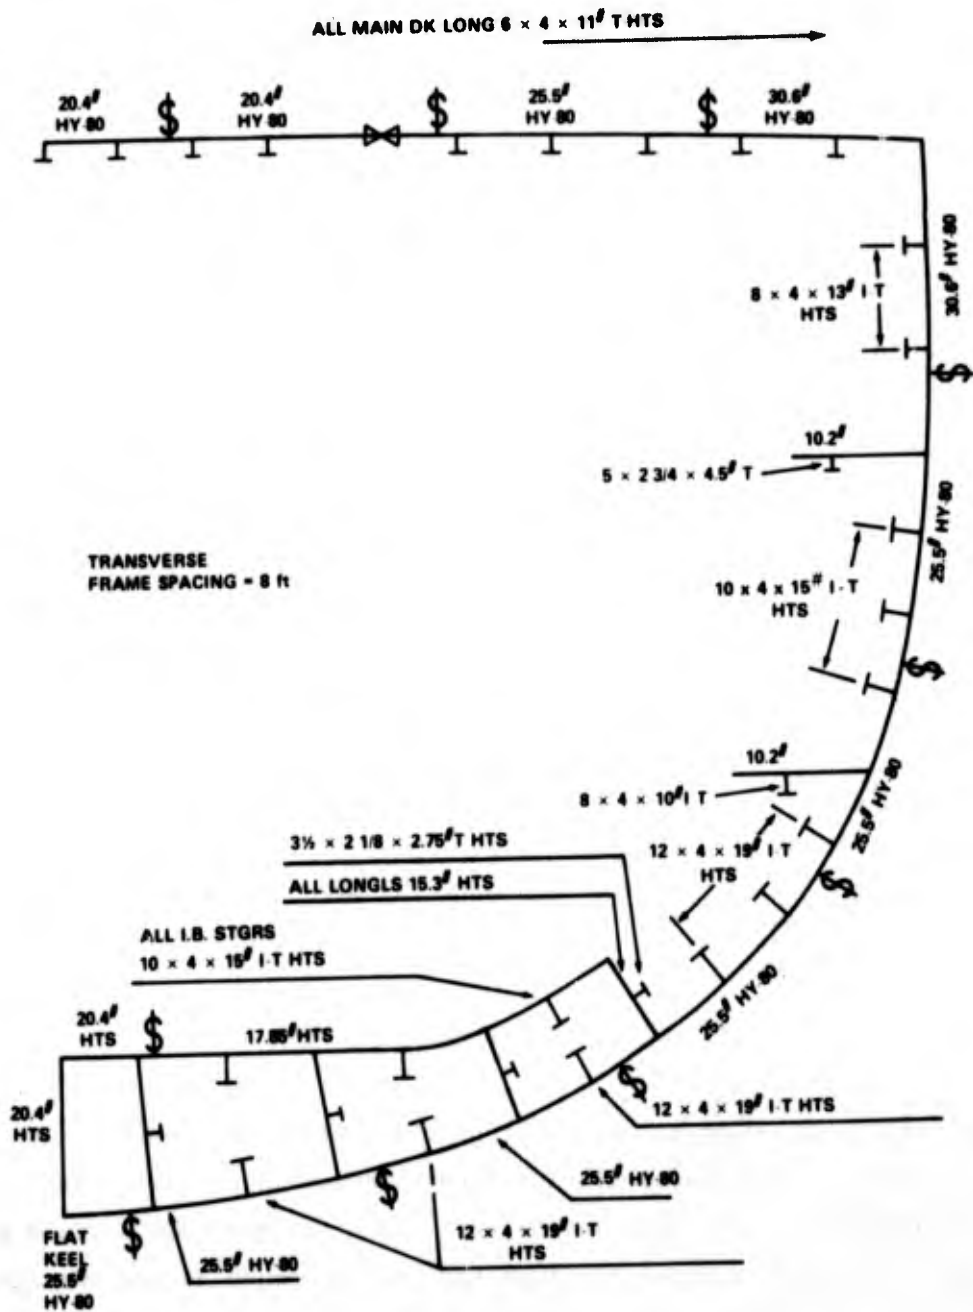 ALL MAIN DK LONG 6 × 4 × 11# T HTS
20.4#
HY-80
20.4#
HY-80
25.5#
HY-80
30.6#
HY-80
30.6# HY-80
8 × 4 × 13# I-T
HTS
10.2#
5 × 2 3/4 × 4.5# T
25.5# HY-80
TRANSVERSE
FRAME SPACING = 8 ft
10 x 4 x 15# I-T
HTS
10.2#
8 × 4 × 10# I T
25.5# HY-80
3½ × 2 1/8 × 2.75# T HTS
12 × 4 × 19# I-T
HTS
ALL LONGLS 15.3# HTS
ALL I.B. STGRS
10 × 4 × 15# I-T HTS
25.5# HY-80
20.4#
HTS
17.85# HTS
20.4#
HTS
12 × 4 × 19# I-T HTS
25.5# HY-80
FLAT
KEEL
25.5#
HY-80
25.5# HY-80
12 × 4 × 19# I-T
HTS